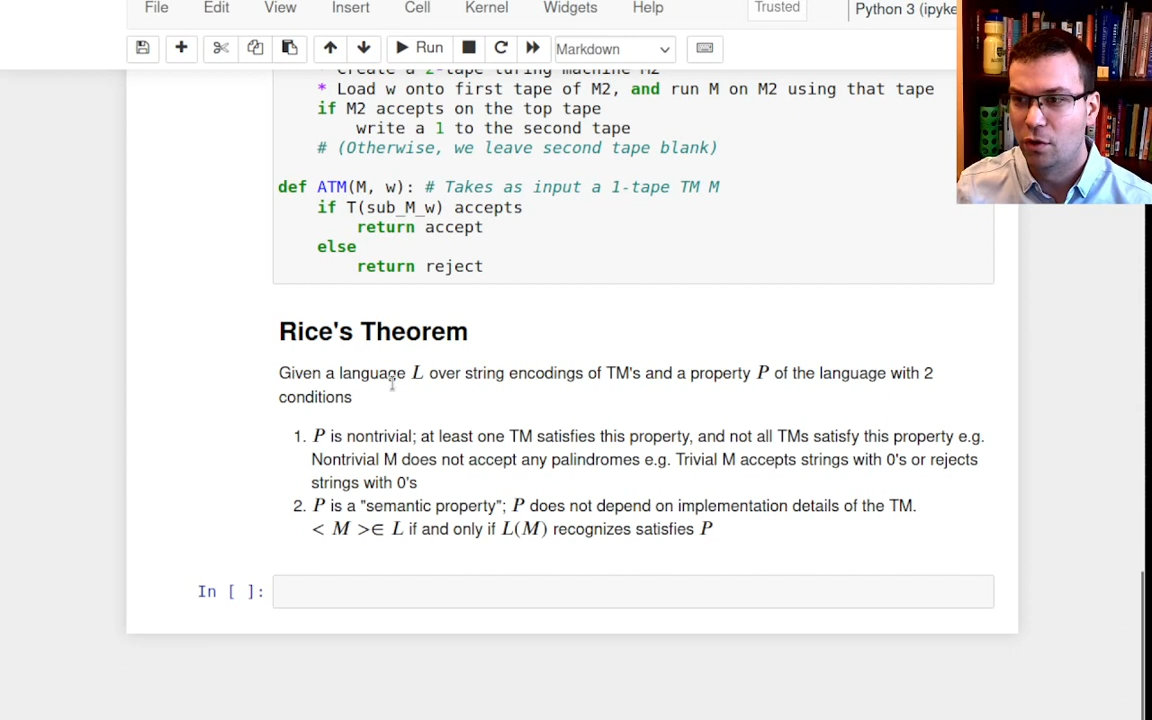 File Edit View Insert Cell Kernel Widgets Help Trusted Python 3 (ipyke
Run Markdown
* Create a 2-tape turing machine M2
* Load w onto first tape of M2, and run M on M2 using that tape
if M2 accepts on the top tape
write a 1 to the second tape
# (Otherwise, we leave second tape blank)
def ATM(M, w): # Takes as input a 1-tape TM M
if T(sub_M_w) accepts
return accept
else
return reject
Rice's Theorem
Given a language L over string encodings of TM's and a property P of the language with 2
conditions
1. P is nontrivial; at least one TM satisfies this property, and not all TMs satisfy this property e.g.
Nontrivial M does not accept any palindromes e.g. Trivial M accepts strings with 0's or rejects
strings with 0's
2. P is a "semantic property"; P does not depend on implementation details of the TM.
< M >∈ L if and only if L(M) recognizes satisfies P
In [ ]: